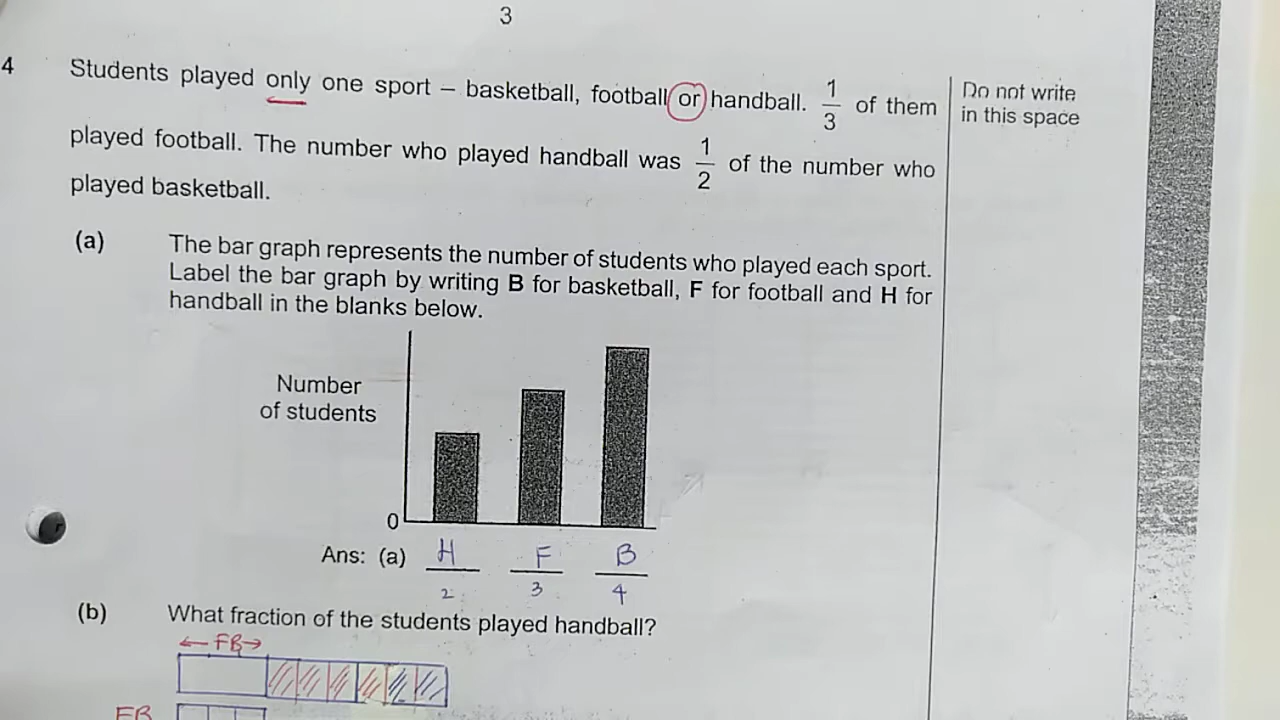 3
4 Students played only one sport – basketball, football or handball. 1/3 of them
played football. The number who played handball was 1/2 of the number who
played basketball.
Do not write
in this space
(a) The bar graph represents the number of students who played each sport.
Label the bar graph by writing B for basketball, F for football and H for
handball in the blanks below.
Number
of students
0
Ans: (a) H F B
2 3 4
(b) What fraction of the students played handball?
←FB→
FB